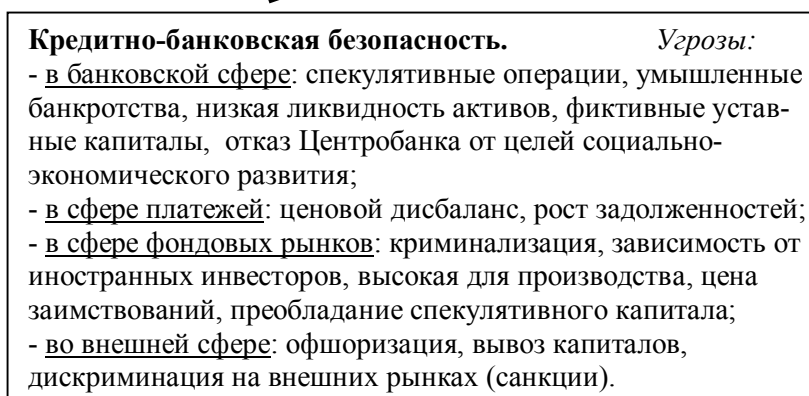 Кредитно-банковская безопасность. Угрозы:
- в банковской сфере: спекулятивные операции, умышленные
банкротства, низкая ликвидность активов, фиктивные устав-
ные капиталы, отказ Центробанка от целей социально-
экономического развития;
- в сфере платежей: ценовой дисбаланс, рост задолженностей;
- в сфере фондовых рынков: криминализация, зависимость от
иностранных инвесторов, высокая для производства, цена
заимствований, преобладание спекулятивного капитала;
- во внешней сфере: офшоризация, вывоз капиталов,
дискриминация на внешних рынках (санкции).